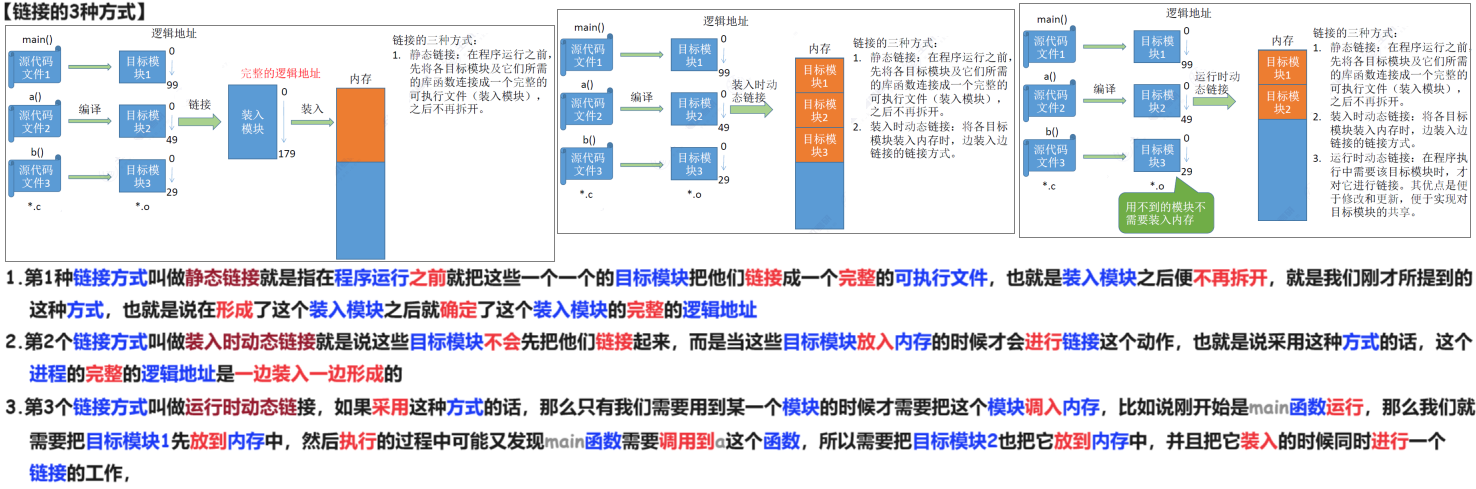 【链接的3种方式】
逻辑地址
main()
源代码
文件1
目标模
块1
0
99
a()
源代码
文件2
编译
目标模
块2
0
49
链接
b()
源代码
文件3
目标模
块3
0
29
*.c
*.o
完整的逻辑地址
装入
模块
0
179
装入
内存
链接的三种方式：
1. 静态链接：在程序运行之前，
先将各目标模块及它们所需
的库函数连接成一个完整的
可执行文件（装入模块），
之后不再拆开。
逻辑地址
main()
源代码
文件1
目标模
块1
0
99
a()
源代码
文件2
编译
目标模
块2
0
49
装入时动
态链接
b()
源代码
文件3
目标模
块3
0
29
*.c
*.o
内存
目标模
块1
目标模
块2
目标模
块3
链接的三种方式：
1. 静态链接：在程序运行之前，
先将各目标模块及它们所需
的库函数连接成一个完整的
可执行文件（装入模块），
之后不再拆开。
2. 装入时动态链接：将各目标
模块装入内存时，边装入边
链接的链接方式。
逻辑地址
main()
源代码
文件1
目标模
块1
0
99
a()
源代码
文件2
编译
目标模
块2
0
49
运行时动
态链接
b()
源代码
文件3
目标模
块3
0
29
*.c
*.o
用不到的模块不
需要装入内存
内存
目标模
块1
目标模
块2
链接的三种方式：
1. 静态链接：在程序运行之前，
先将各目标模块及它们所需
的库函数连接成一个完整的
可执行文件（装入模块），
之后不再拆开。
2. 装入时动态链接：将各目标
模块装入内存时，边装入边
链接的链接方式。
3. 运行时动态链接：在程序执
行中需要该目标模块时，才
对它进行链接。其优点是便
于修改和更新，便于实现对
目标模块的共享。
1.第1种链接方式叫做静态链接就是指在程序运行之前就把这些一个一个的目标模块把他们链接成一个完整的可执行文件，也就是装入模块之后便不再拆开，就是我们刚才所提到的
这种方式，也就是说在形成了这个装入模块之后就确定了这个装入模块的完整的逻辑地址
2.第2个链接方式叫做装入时动态链接就是说这些目标模块不会先把他们链接起来，而是当这些目标模块放入内存的时候才会进行链接这个动作，也就是说采用这种方式的话，这个
进程的完整的逻辑地址是一边装入一边形成的
3.第3个链接方式叫做运行时动态链接，如果采用这种方式的话，那么只有我们需要用到某一个模块的时候才需要把这个模块调入内存，比如说刚开始是main函数运行，那么我们就
需要把目标模块1先放到内存中，然后执行的过程中可能又发现main函数需要调用到a这个函数，所以需要把目标模块2也把它放到内存中，并且把它装入的时候同时进行一个
链接的工作，